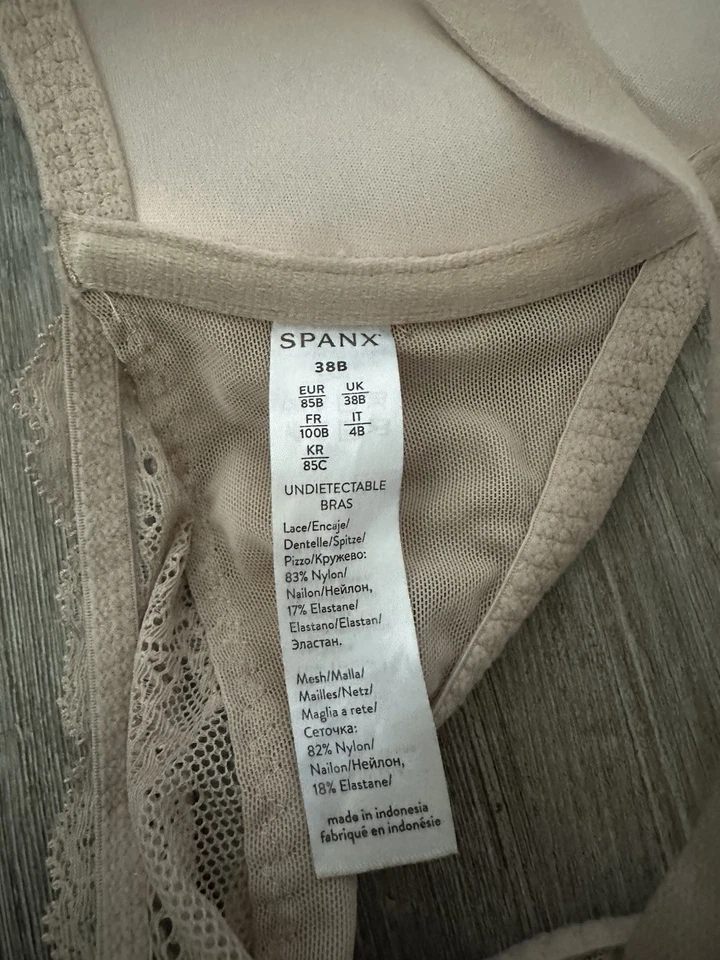 SPANX
38B
EUR UK
85B 38B
FR IT
100B 4B
KR
85C
UNDIETECTABLE
BRAS
Lace/Encaje/
Dentelle/Spitze/
Pizzo/Кружево:
83% Nylon/
Nailon/Нейлон,
17% Elastane/
Elastano/Elastan/
Эластан.
Mesh/Malla/
Mailles/Netz/
Maglia a rete/
Сеточка:
82% Nylon/
Nailon/Нейлон,
18% Elastane/
made in indonesia
fabriqué en indonésie